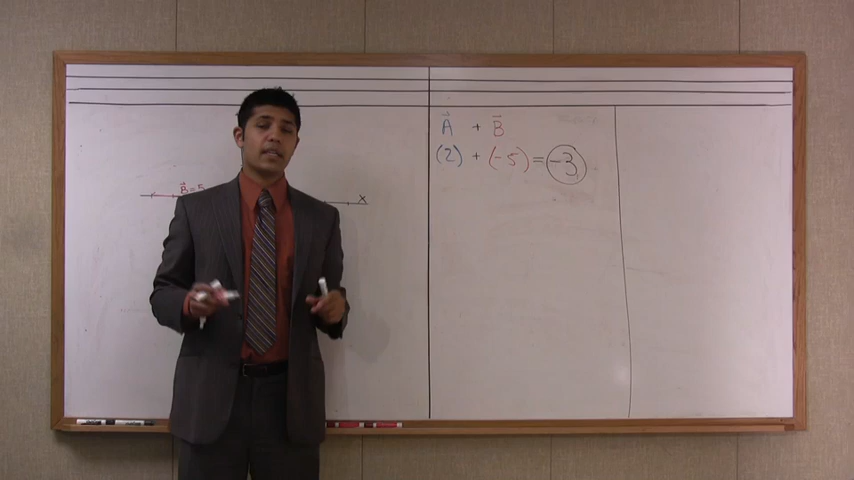 B⃗ = 5
X
A⃗ + B⃗
(2) + (-5) = -3